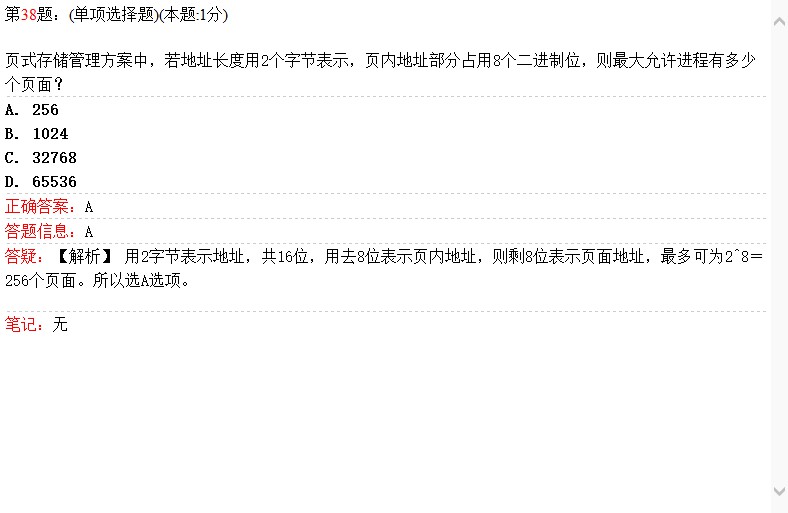 第38题：(单项选择题)(本题:1分)
页式存储管理方案中，若地址长度用2个字节表示，页内地址部分占用8个二进制位，则最大允许进程有多少
个页面？
A. 256
B. 1024
C. 32768
D. 65536
正确答案：A
答题信息：A
答疑：【解析】 用2字节表示地址，共16位，用去8位表示页内地址，则剩8位表示页面地址，最多可为2^8＝
256个页面。所以选A选项。
笔记：无